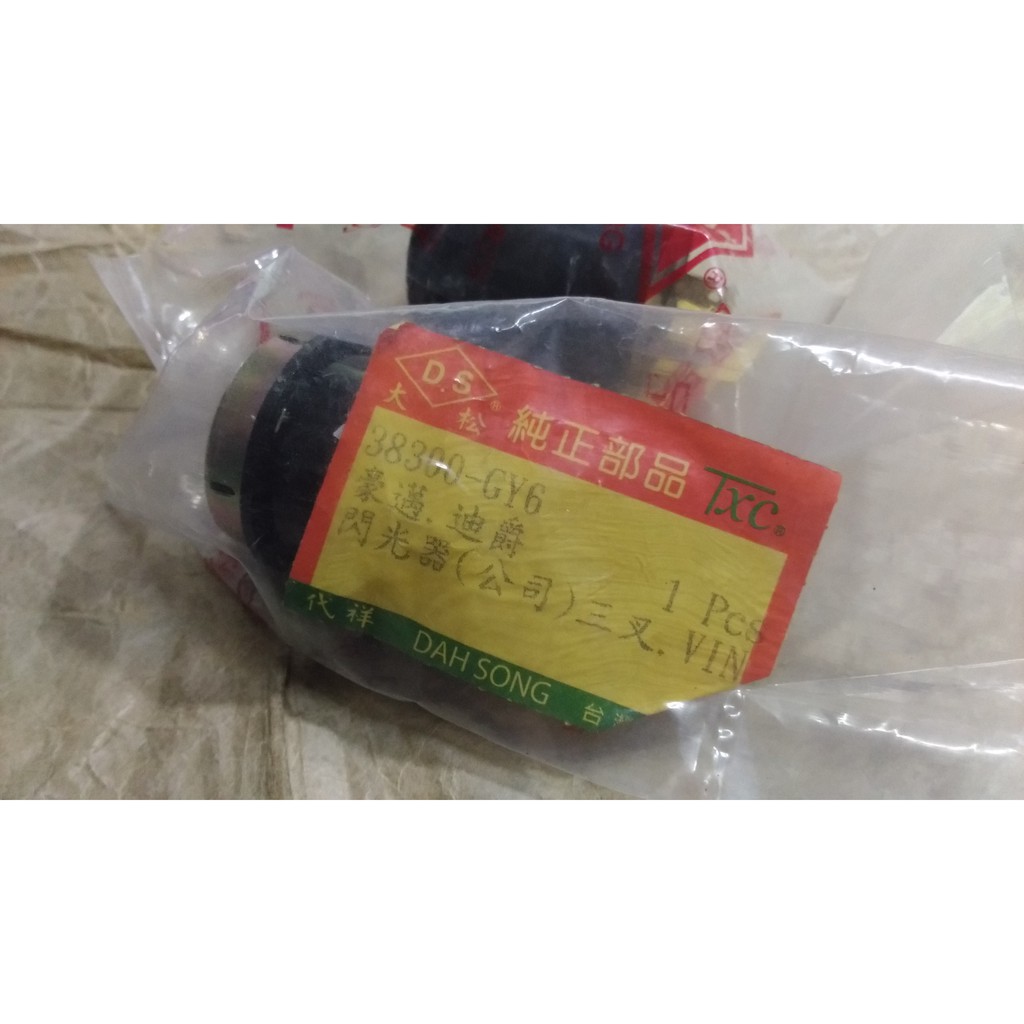 D.S®
大松
純正部品
Txc®
38300-GY6
豪邁.迪爵
閃光器(公司)三叉.VIN
1 Pcs
代祥 DAH SONG 台